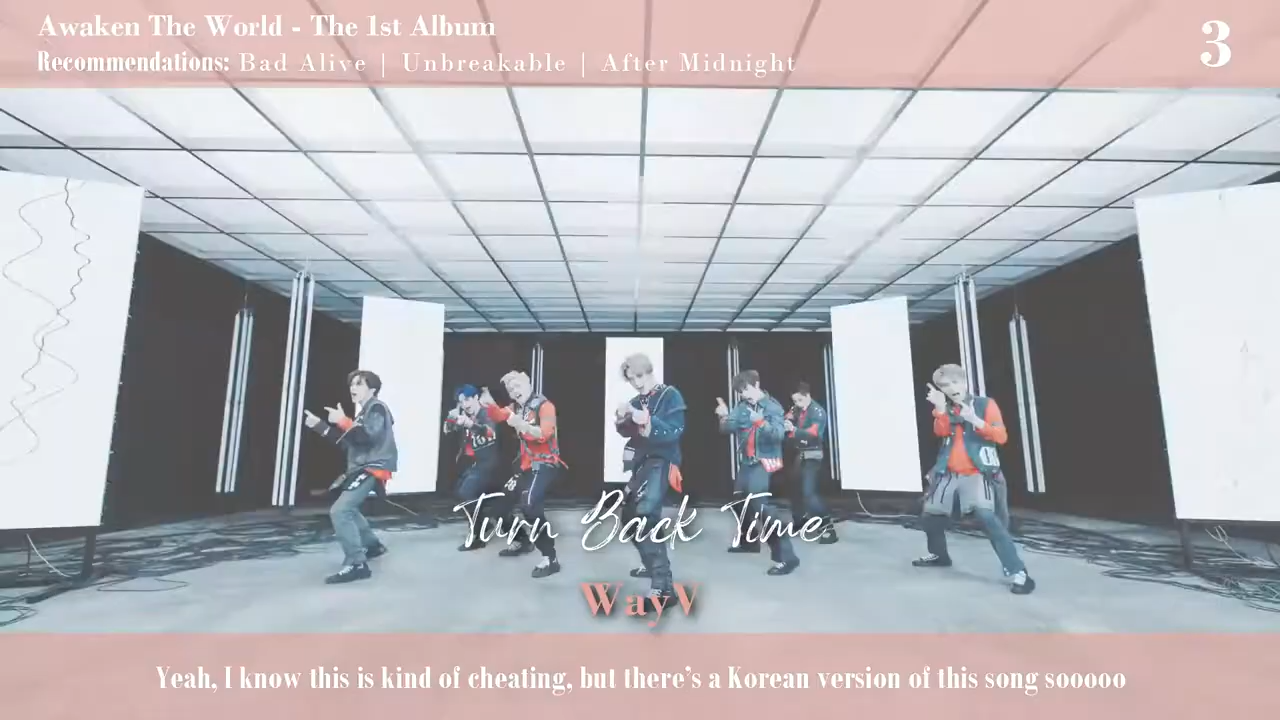 Awaken The World - The 1st Album
3
Recommendations: Bad Alive | Unbreakable | After Midnight
Turn Back Time
WayV
Yeah, I know this is kind of cheating, but there's a Korean version of this song sooooo